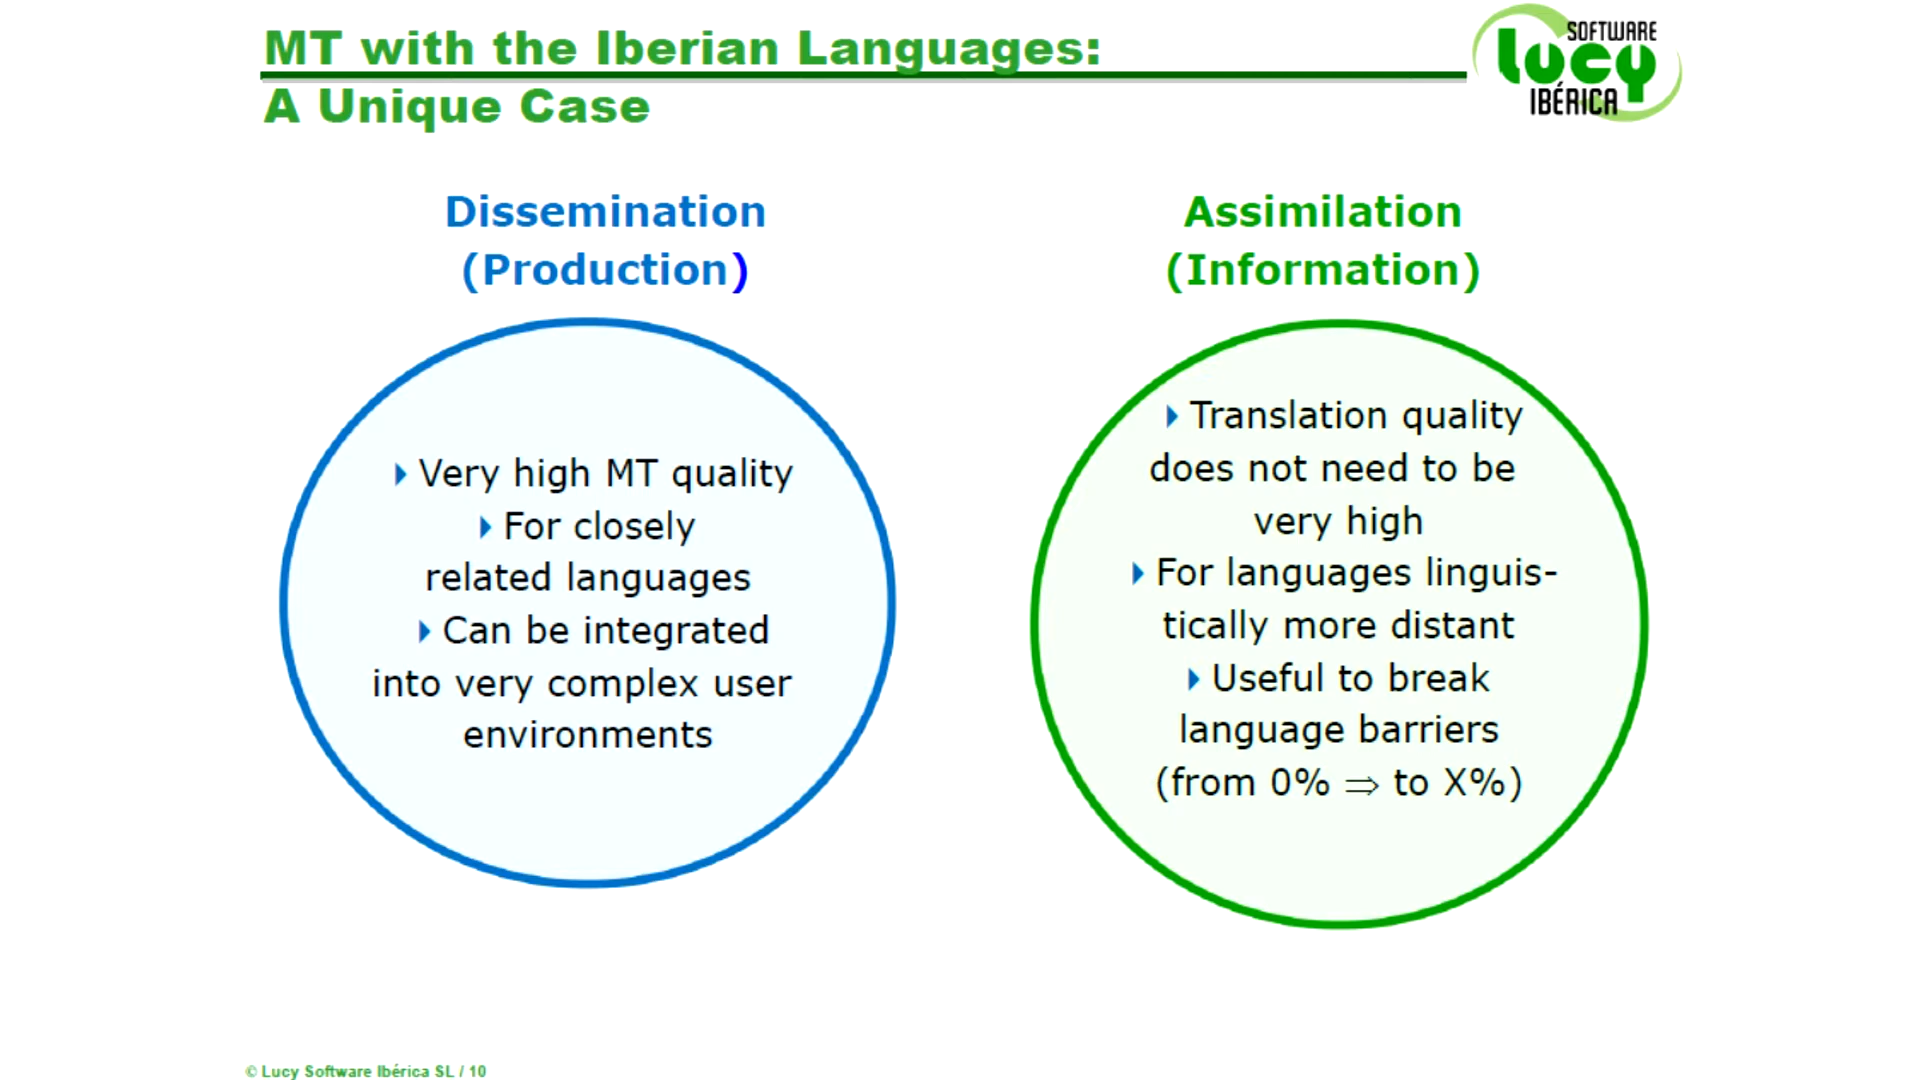 MT with the Iberian Languages:
A Unique Case
SOFTWARE
Lucy
IBÉRICA
Dissemination
(Production)
Very high MT quality
For closely
related languages
Can be integrated
into very complex user
environments
Assimilation
(Information)
Translation quality
does not need to be
very high
For languages linguis-
tically more distant
Useful to break
language barriers
(from 0% ⇒ to X%)
© Lucy Software Ibérica SL / 10